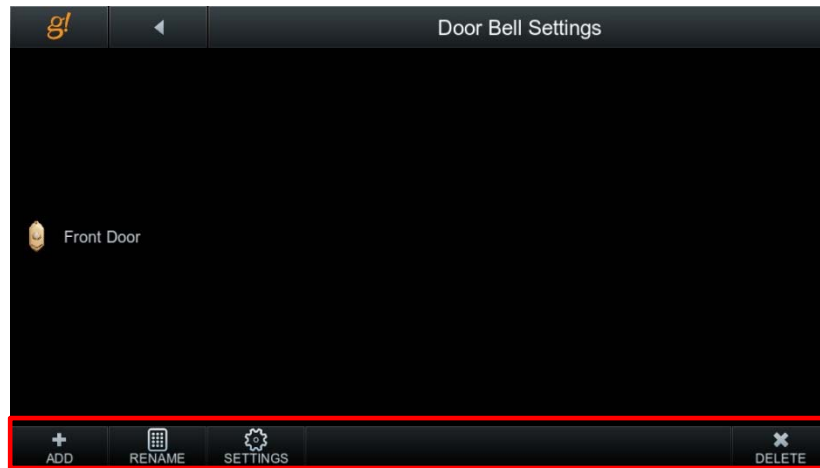 g!
Door Bell Settings
Front Door
ADD
RENAME
SETTINGS
DELETE